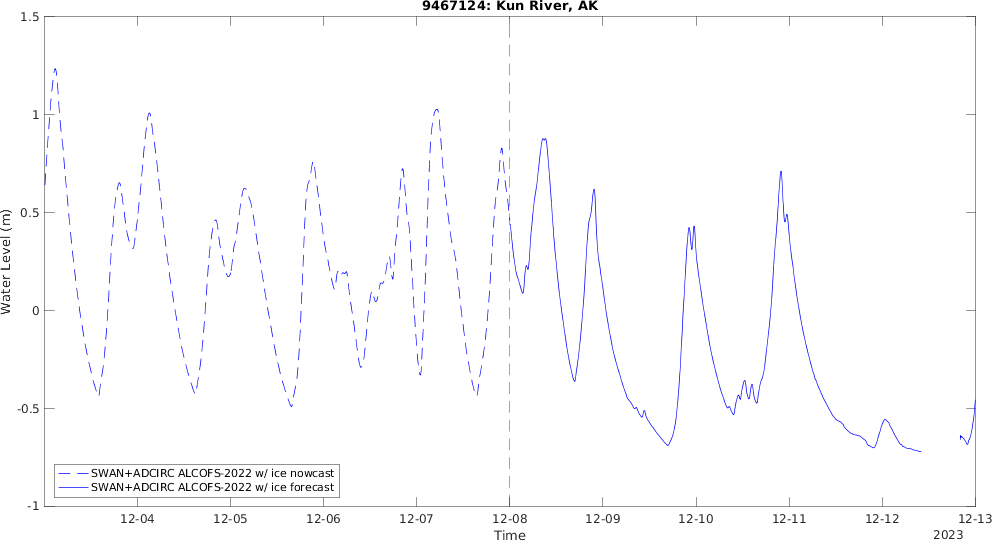 9467124: Kun River, AK
1.5
1
0.5
0
-0.5
-1
Water Level (m)
SWAN+ADCIRC ALCOFS-2022 w/ ice nowcast
SWAN+ADCIRC ALCOFS-2022 w/ ice forecast
12-04 12-05 12-06 12-07 12-08 12-09 12-10 12-11 12-12 12-13
Time
2023